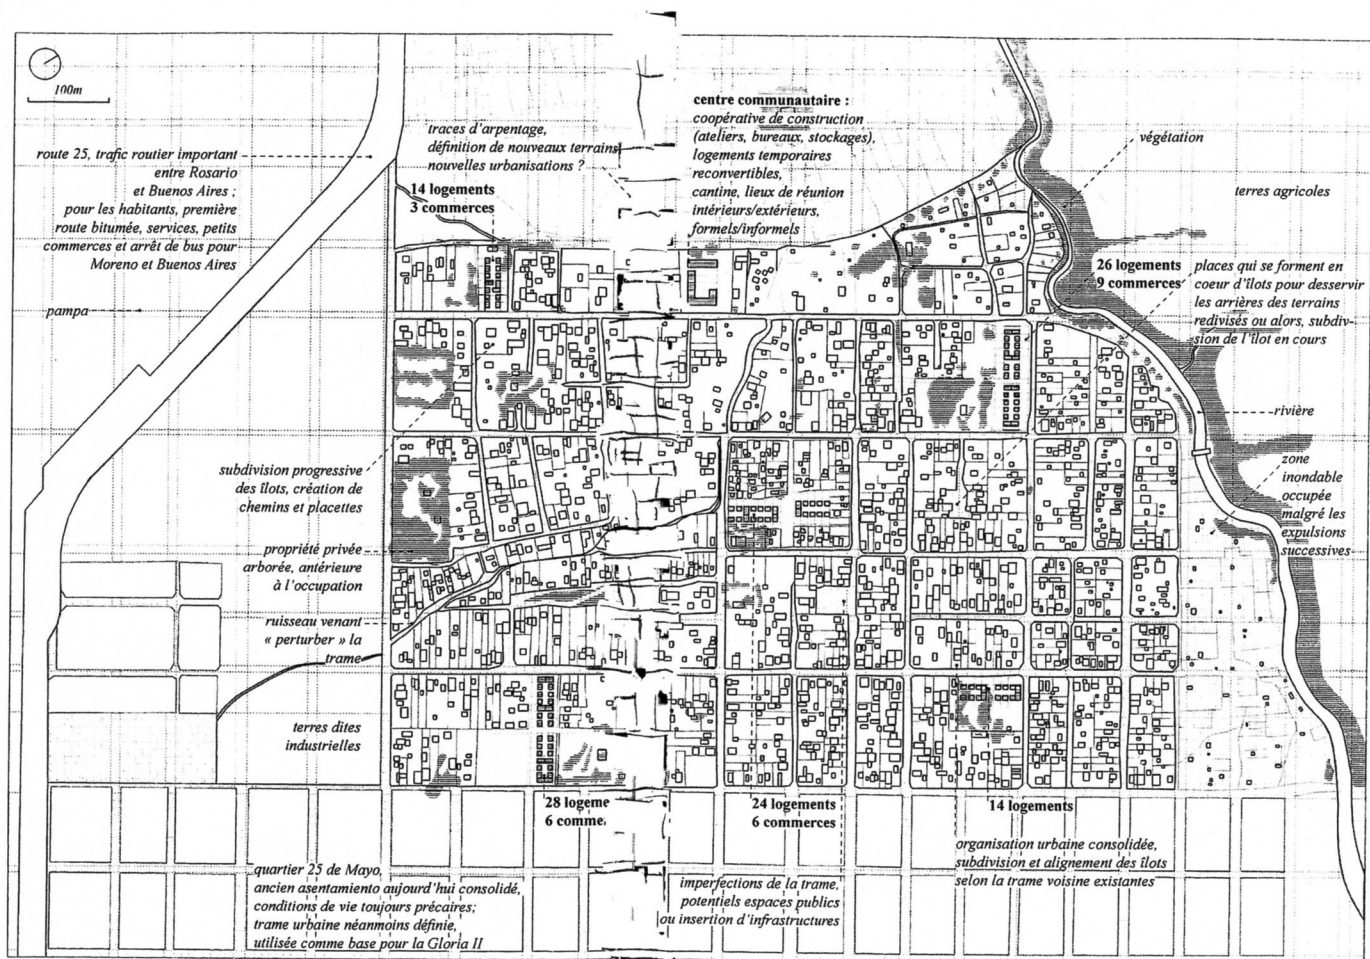 100m
route 25, trafic routier important
entre Rosario
et Buenos Aires ;
pour les habitants, première
route bitumée, services, petits
commerces et arrêt de bus pour
Moreno et Buenos Aires
traces d'arpentage,
définition de nouveaux terrains
nouvelles urbanisations ?
14 logements
3 commerces
centre communautaire :
coopérative de construction
(ateliers, bureaux, stockages),
logements temporaires
reconvertibles,
cantine, lieux de réunion
intérieurs/extérieurs,
formels/informels
végétation
terres agricoles
26 logements
9 commerces
places qui se forment en
coeur d'îlots pour desservir
les arrières des terrains
redivisés ou alors, subdivi-
sion de l'îlot en cours
pampa
rivière
zone
inondable
occupée
malgré les
expulsions
successives
subdivision progressive
des îlots, création de
chemins et placettes
propriété privée
arborée, antérieure
à l'occupation
ruisseau venant
« perturber » la
trame
terres dites
industrielles
28 logeme
6 comme
24 logements
6 commerces
14 logements
quartier 25 de Mayo,
ancien asentamiento aujourd'hui consolidé,
conditions de vie toujours précaires;
trame urbaine néanmoins définie,
utilisée comme base pour la Gloria II
imperfections de la trame,
potentiels espaces publics
ou insertion d'infrastructures
organisation urbaine consolidée,
subdivision et alignement des îlots
selon la trame voisine existantes